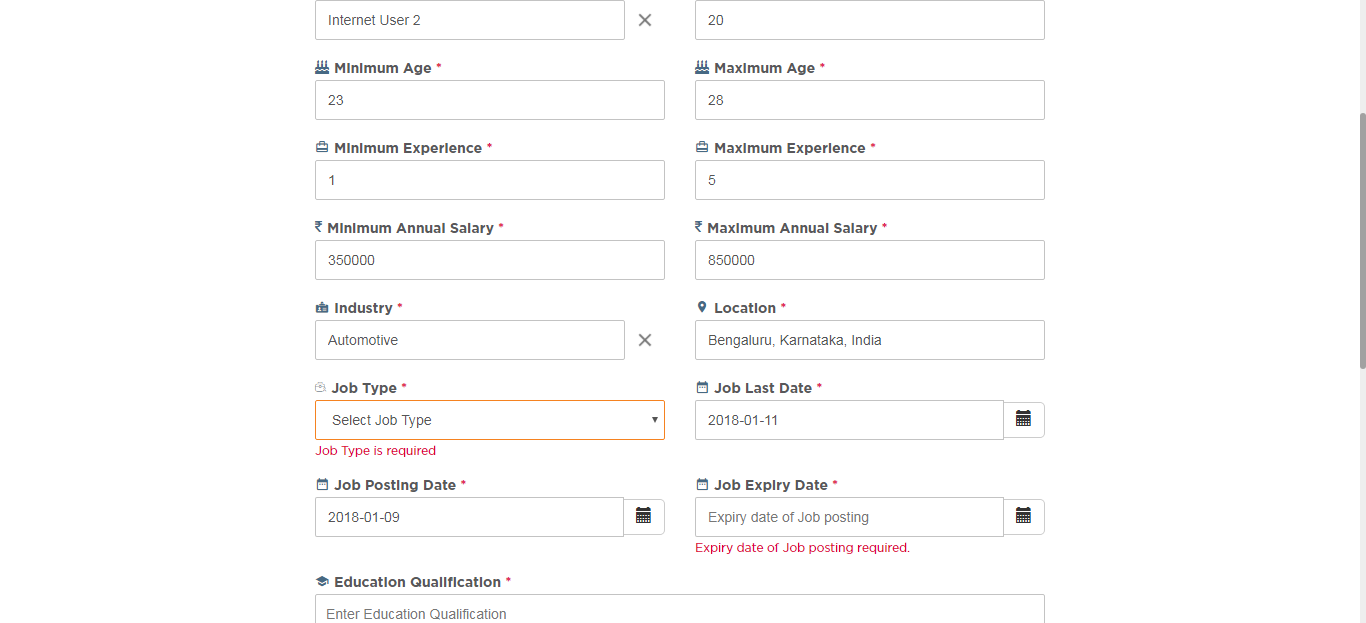 Internet User 2
20
Minimum Age *
Maximum Age *
23
28
Minimum Experience *
Maximum Experience *
1
5
₹ Minimum Annual Salary *
₹ Maximum Annual Salary *
350000
850000
Industry *
Location *
Automotive
Bengaluru, Karnataka, India
Job Type *
Job Last Date *
Select Job Type
2018-01-11
Job Type is required
Job Posting Date *
Job Expiry Date *
2018-01-09
Expiry date of Job posting
Expiry date of Job posting required.
Education Qualification *
Enter Education Qualification